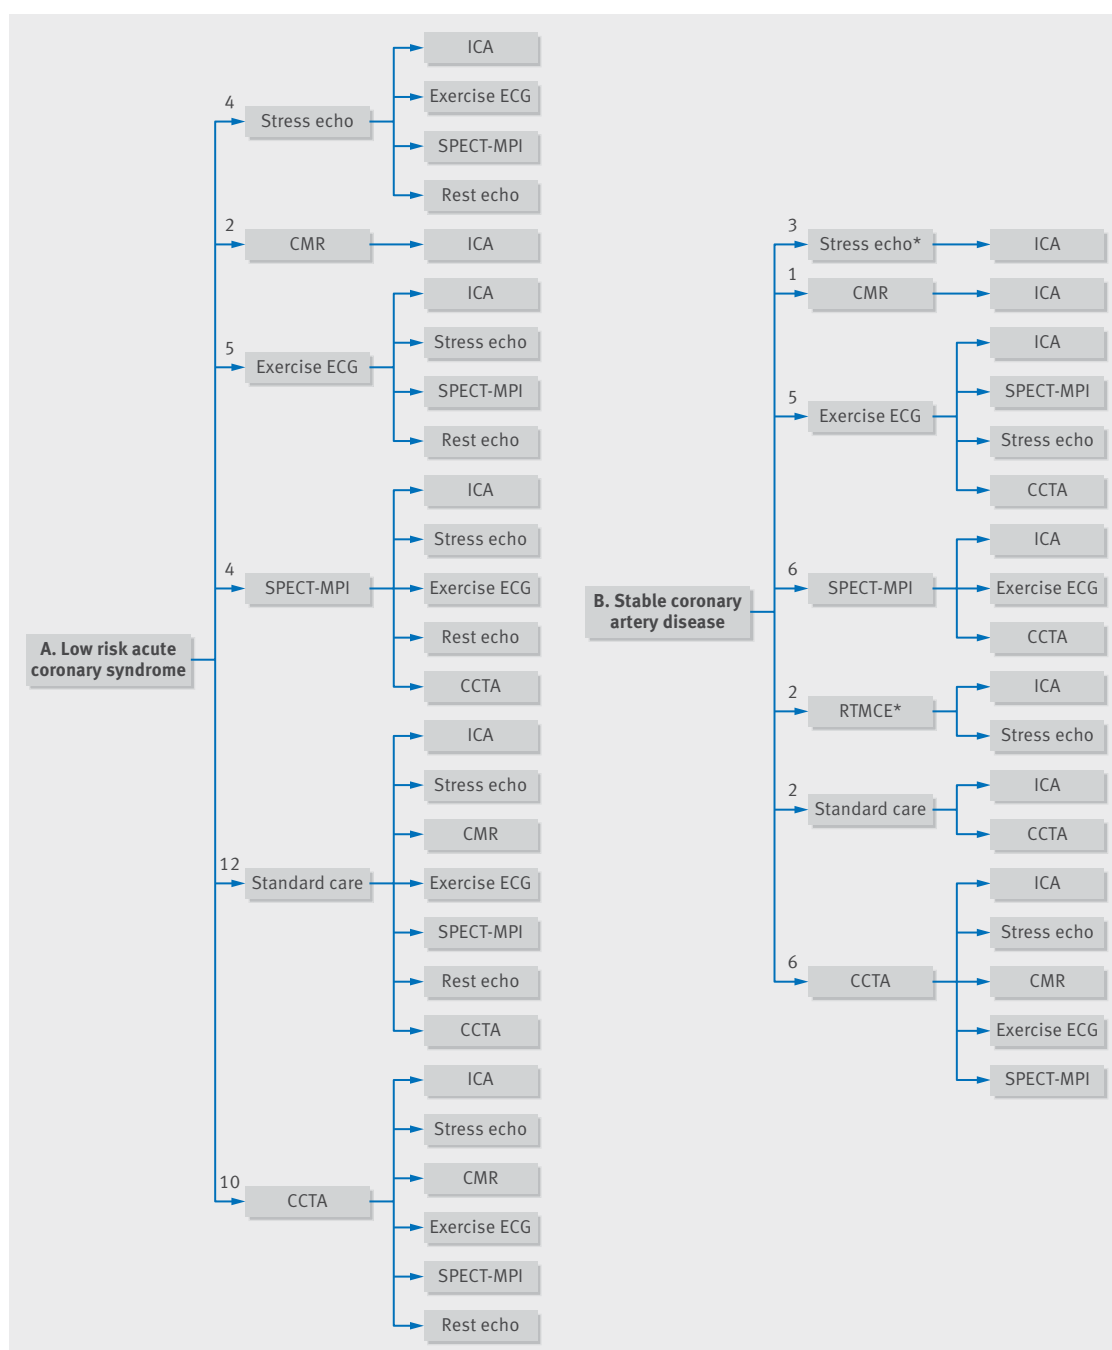 A. Low risk acute
coronary syndrome
4
Stress echo
ICA
Exercise ECG
SPECT-MPI
Rest echo
2
CMR
ICA
5
Exercise ECG
ICA
Stress echo
SPECT-MPI
Rest echo
4
SPECT-MPI
ICA
Stress echo
Exercise ECG
Rest echo
CCTA
12
Standard care
ICA
Stress echo
CMR
Exercise ECG
SPECT-MPI
Rest echo
CCTA
10
CCTA
ICA
Stress echo
CMR
Exercise ECG
SPECT-MPI
Rest echo
B. Stable coronary
artery disease
3
Stress echo*
ICA
1
CMR
ICA
5
Exercise ECG
ICA
SPECT-MPI
Stress echo
CCTA
6
SPECT-MPI
ICA
Exercise ECG
CCTA
2
RTMCE*
ICA
Stress echo
2
Standard care
ICA
CCTA
6
CCTA
ICA
Stress echo
CMR
Exercise ECG
SPECT-MPI